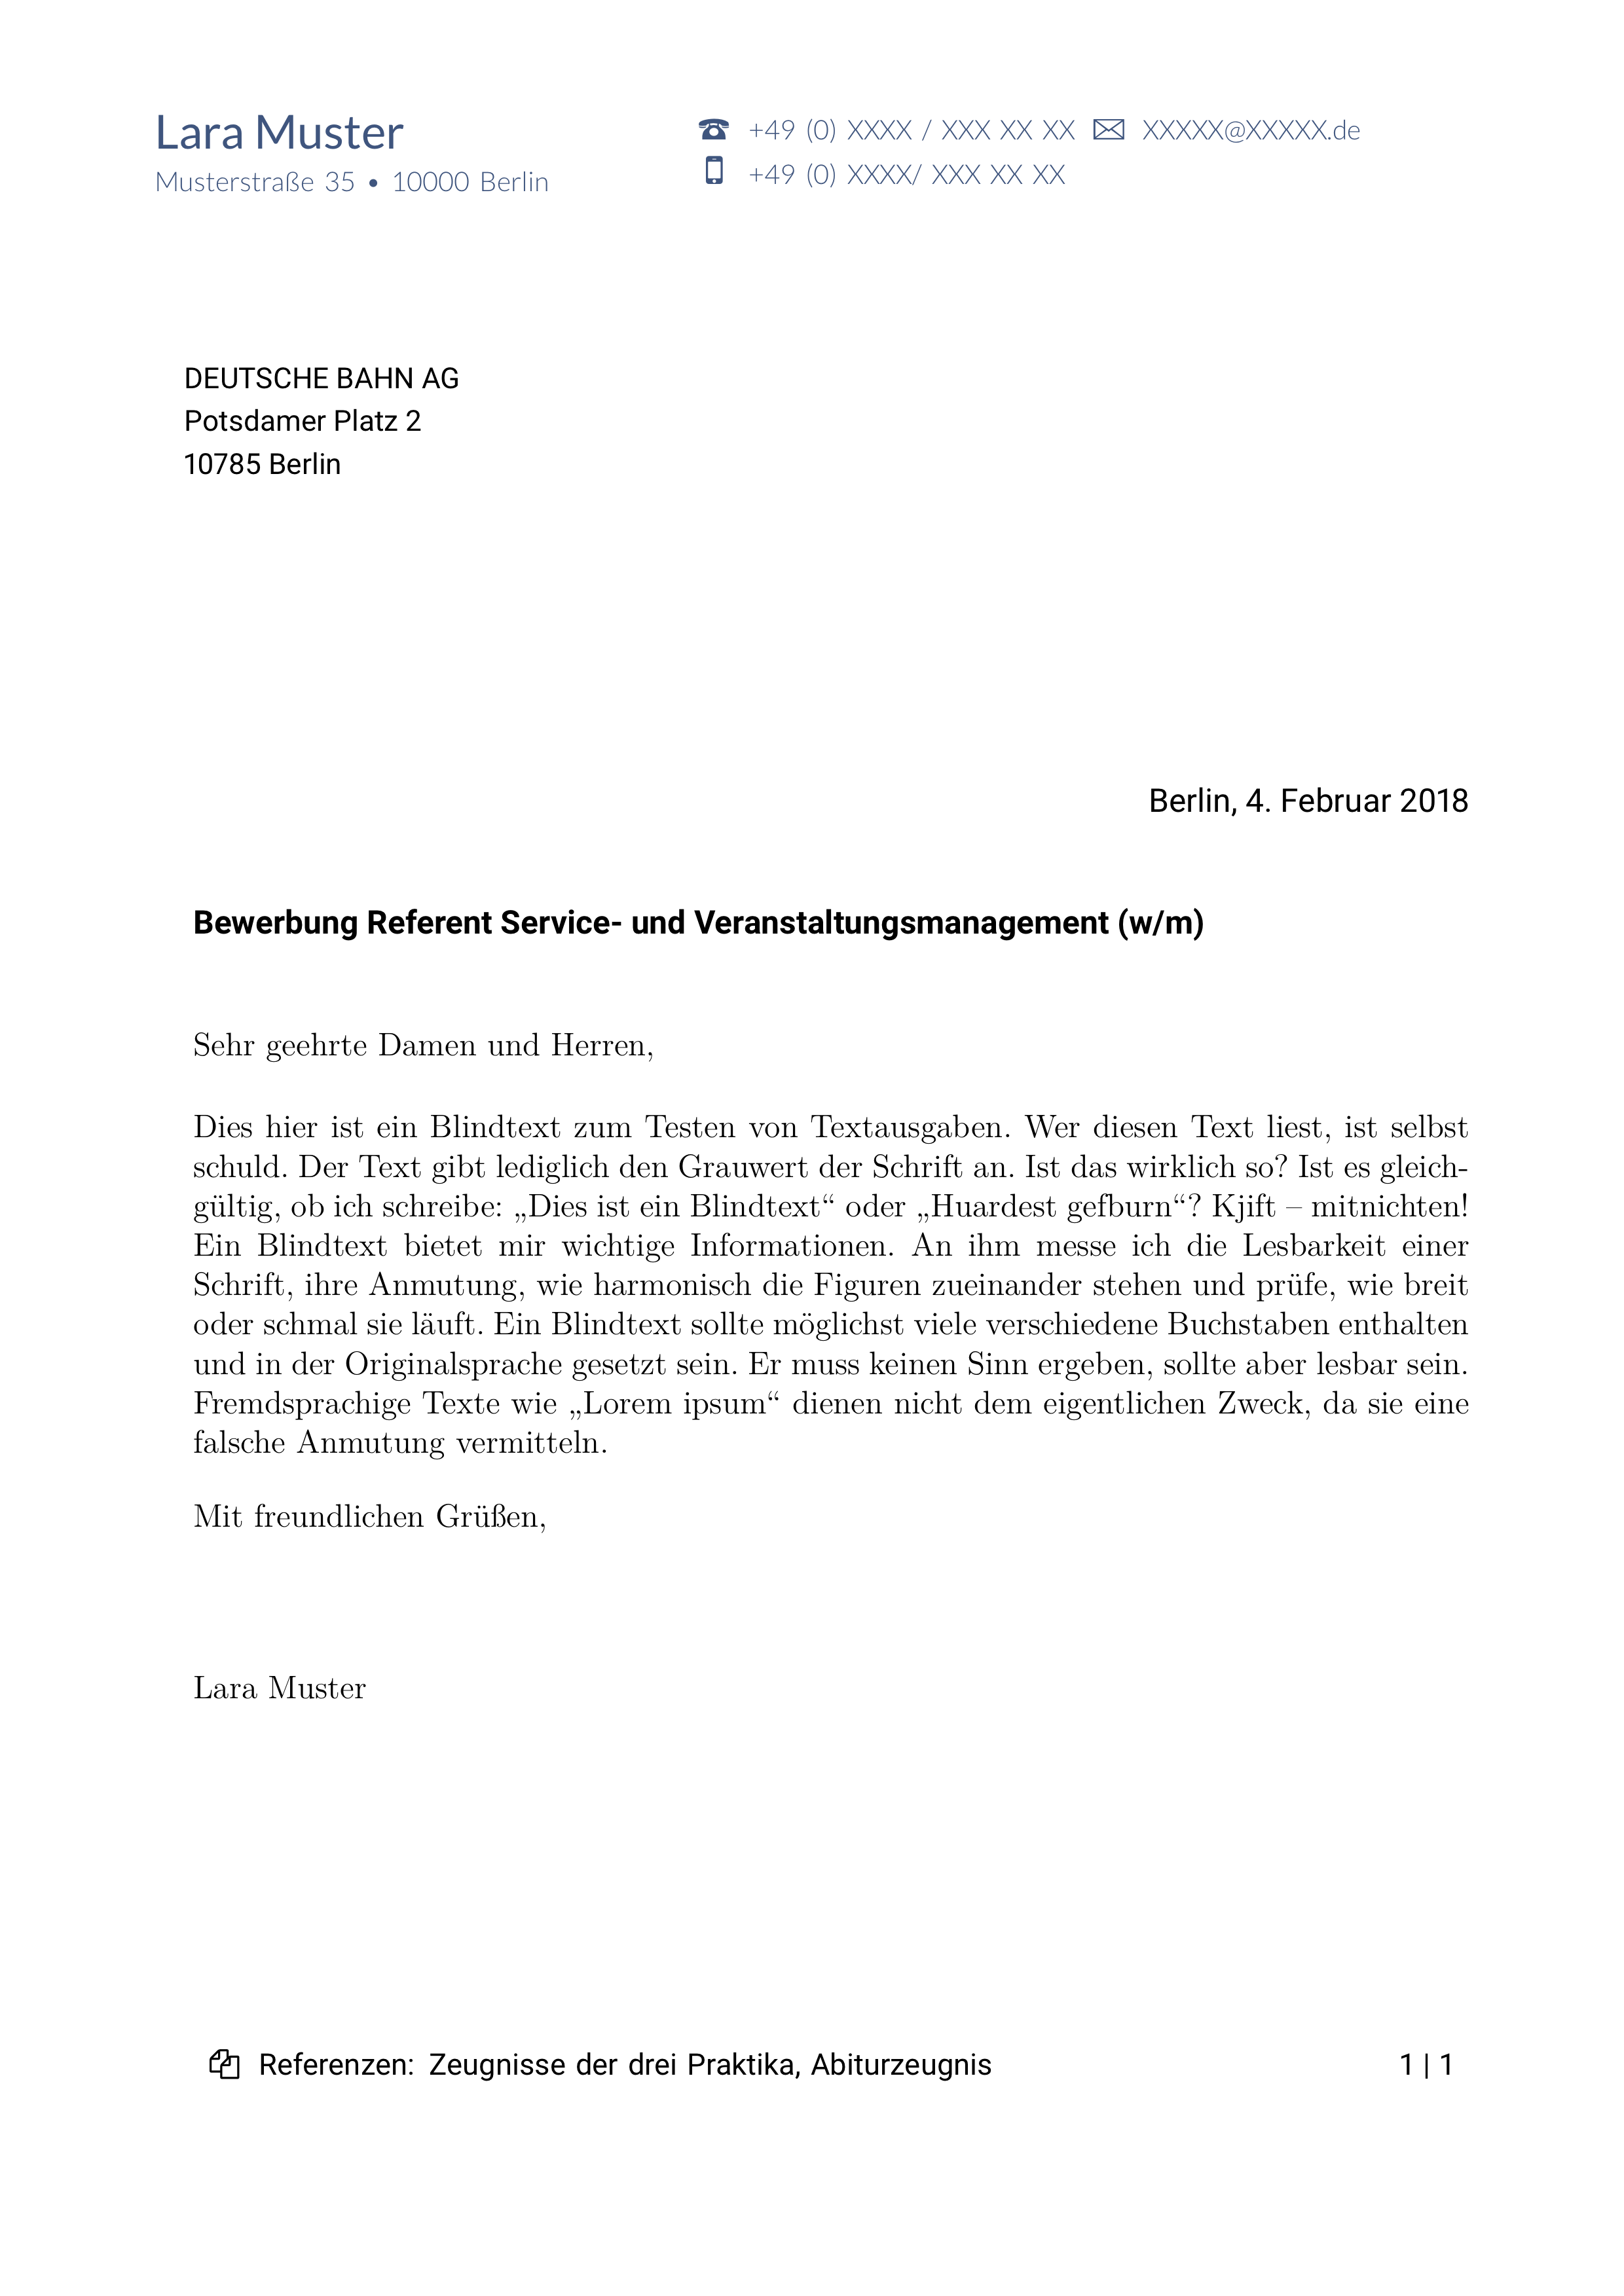 Lara Muster
Musterstraße 35 • 10000 Berlin
+49 (0) XXXX / XXX XX XX XXXXX@XXXXX.de
+49 (0) XXXX/ XXX XX XX
DEUTSCHE BAHN AG
Potsdamer Platz 2
10785 Berlin
Berlin, 4. Februar 2018
Bewerbung Referent Service- und Veranstaltungsmanagement (w/m)
Sehr geehrte Damen und Herren,
Dies hier ist ein Blindtext zum Testen von Textausgaben. Wer diesen Text liest, ist selbst
schuld. Der Text gibt lediglich den Grauwert der Schrift an. Ist das wirklich so? Ist es gleich-
gültig, ob ich schreibe: „Dies ist ein Blindtext“ oder „Huardest gefburn“? Kjift – mitnichten!
Ein Blindtext bietet mir wichtige Informationen. An ihm messe ich die Lesbarkeit einer
Schrift, ihre Anmutung, wie harmonisch die Figuren zueinander stehen und prüfe, wie breit
oder schmal sie läuft. Ein Blindtext sollte möglichst viele verschiedene Buchstaben enthalten
und in der Originalsprache gesetzt sein. Er muss keinen Sinn ergeben, sollte aber lesbar sein.
Fremdsprachige Texte wie „Lorem ipsum“ dienen nicht dem eigentlichen Zweck, da sie eine
falsche Anmutung vermitteln.
Mit freundlichen Grüßen,
Lara Muster
Referenzen: Zeugnisse der drei Praktika, Abiturzeugnis 1 | 1